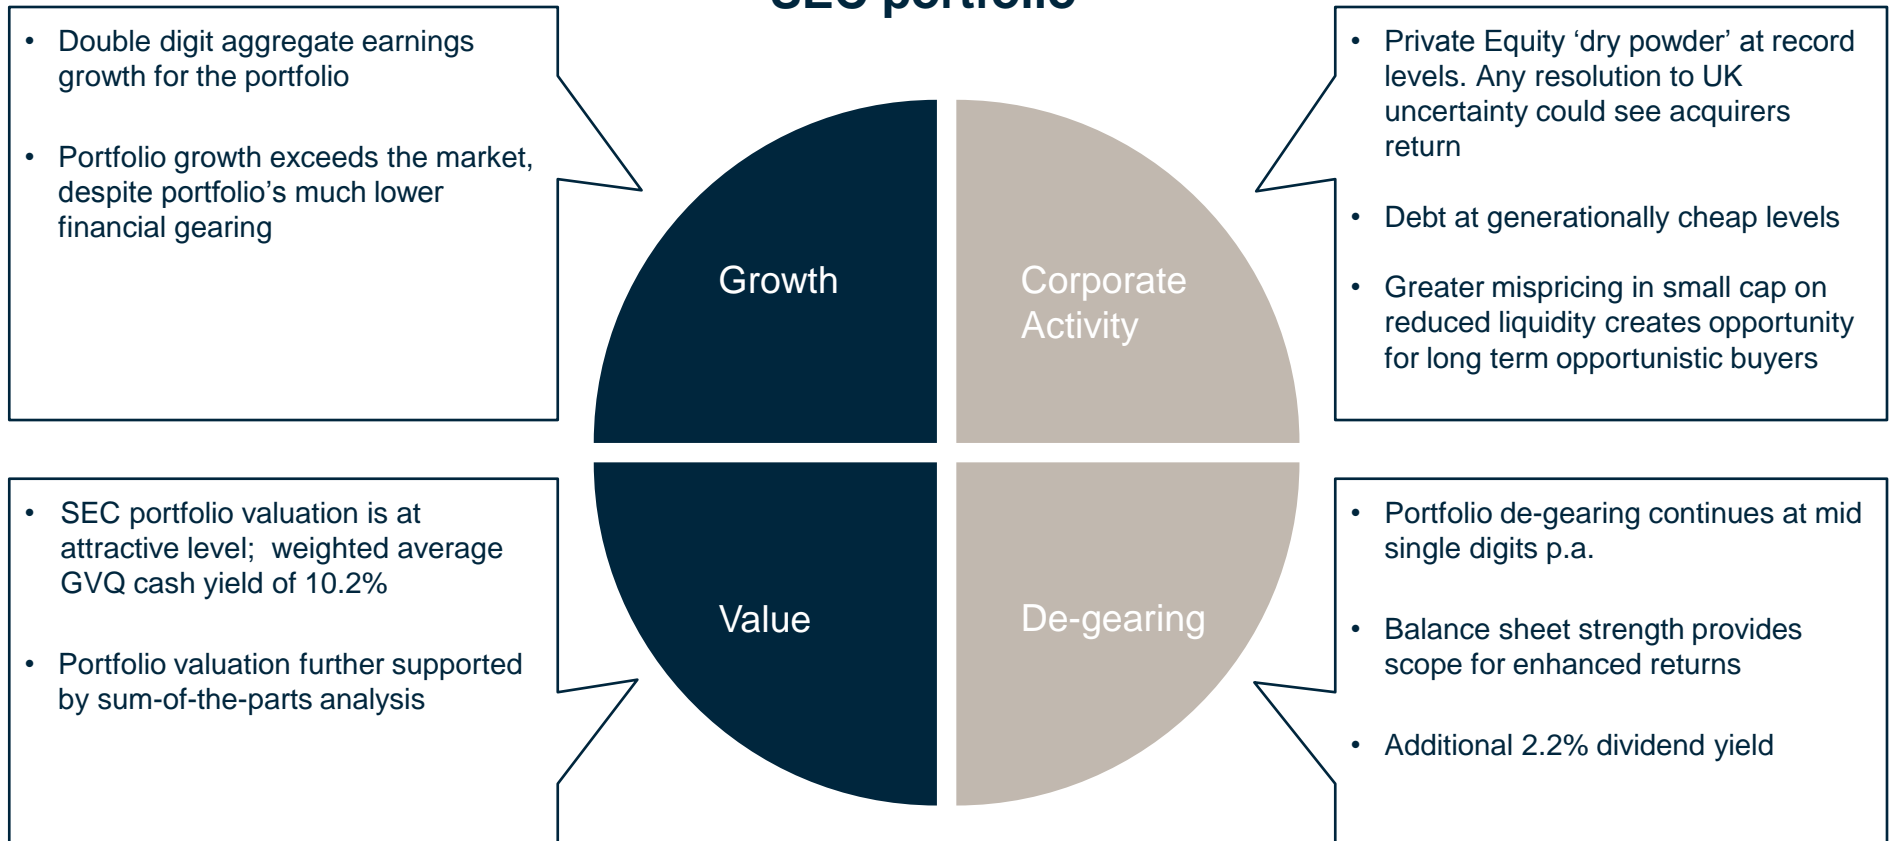 SEC portfolio
• Double digit aggregate earnings
growth for the portfolio
• Portfolio growth exceeds the market,
despite portfolio’s much lower
financial gearing
Growth
Corporate
Activity
• Private Equity ‘dry powder’ at record
levels. Any resolution to UK
uncertainty could see acquirers
return
• Debt at generationally cheap levels
• Greater mispricing in small cap on
reduced liquidity creates opportunity
for long term opportunistic buyers
• SEC portfolio valuation is at
attractive level;  weighted average
GVQ cash yield of 10.2%
• Portfolio valuation further supported
by sum-of-the-parts analysis
Value
De-gearing
• Portfolio de-gearing continues at mid
single digits p.a.
• Balance sheet strength provides
scope for enhanced returns
• Additional 2.2% dividend yield